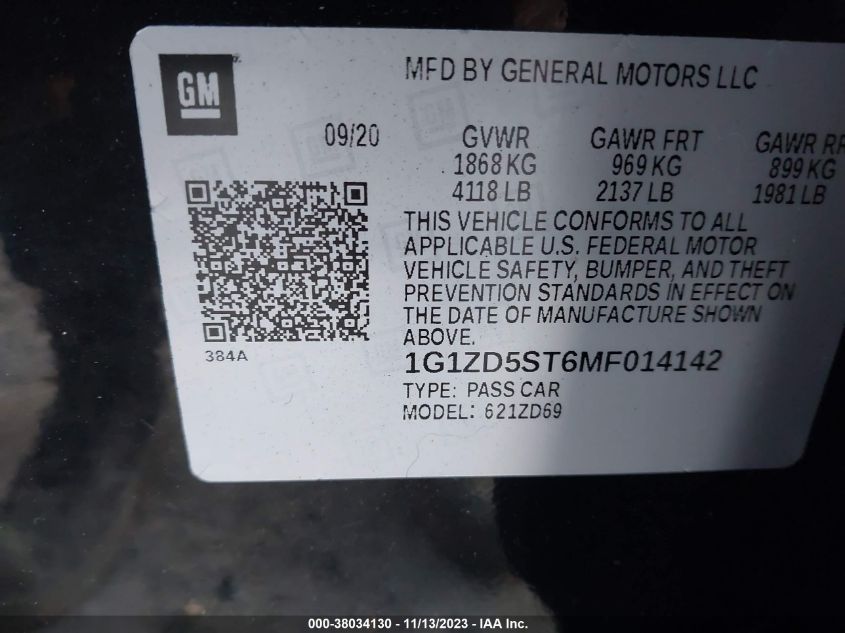 GM
MFD BY GENERAL MOTORS LLC
09/20 GVWR GAWR FRT GAWR RR
1868 KG 969 KG 899 KG
4118 LB 2137 LB 1981 LB
THIS VEHICLE CONFORMS TO ALL
APPLICABLE U.S. FEDERAL MOTOR
VEHICLE SAFETY, BUMPER, AND THEFT
PREVENTION STANDARDS IN EFFECT ON
THE DATE OF MANUFACTURE SHOWN
ABOVE.
384A
1G1ZD5ST6MF014142
TYPE: PASS CAR
MODEL: 621ZD69
000-38034130 - 11/13/2023 - IAA Inc.